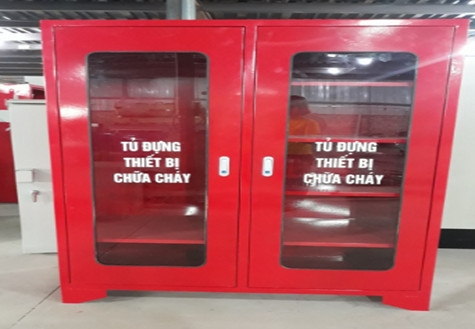 TỦ ĐỰNG
THIẾT BỊ
CHỮA CHÁY
TỦ ĐỰNG
THIẾT BỊ
CHỮA CHÁY